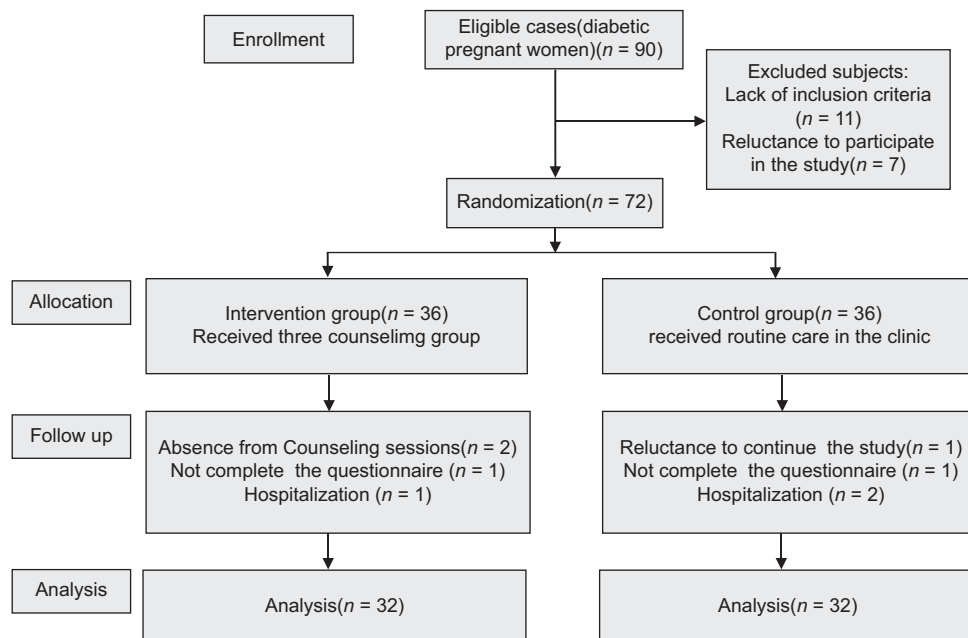 Enrollment
Eligible cases(diabetic
pregnant women)(n = 90)
Excluded subjects:
Lack of inclusion criteria
(n = 11)
Reluctance to participate
in the study(n = 7)
Randomization(n = 72)
Allocation
Intervention group(n = 36)
Received three counselimg group
Control group(n = 36)
received routine care in the clinic
Follow up
Absence from Counseling sessions(n = 2)
Not complete the questionnaire (n = 1)
Hospitalization (n = 1)
Reluctance to continue the study(n = 1)
Not complete the questionnaire(n = 1)
Hospitalization (n = 2)
Analysis
Analysis(n = 32)
Analysis(n = 32)